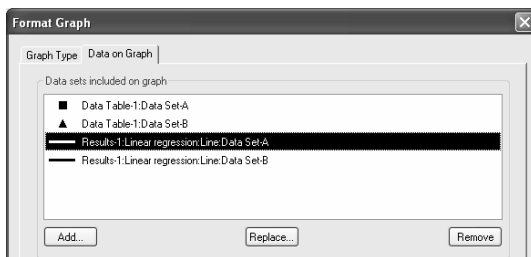 Format Graph
Graph Type Data on Graph
Data sets included on graph
Data Table-1:Data Set-A
Data Table-1:Data Set-B
Results-1:Linear regression:Line:Data Set-A
Results-1:Linear regression:Line:Data Set-B
Add... Replace... Remove